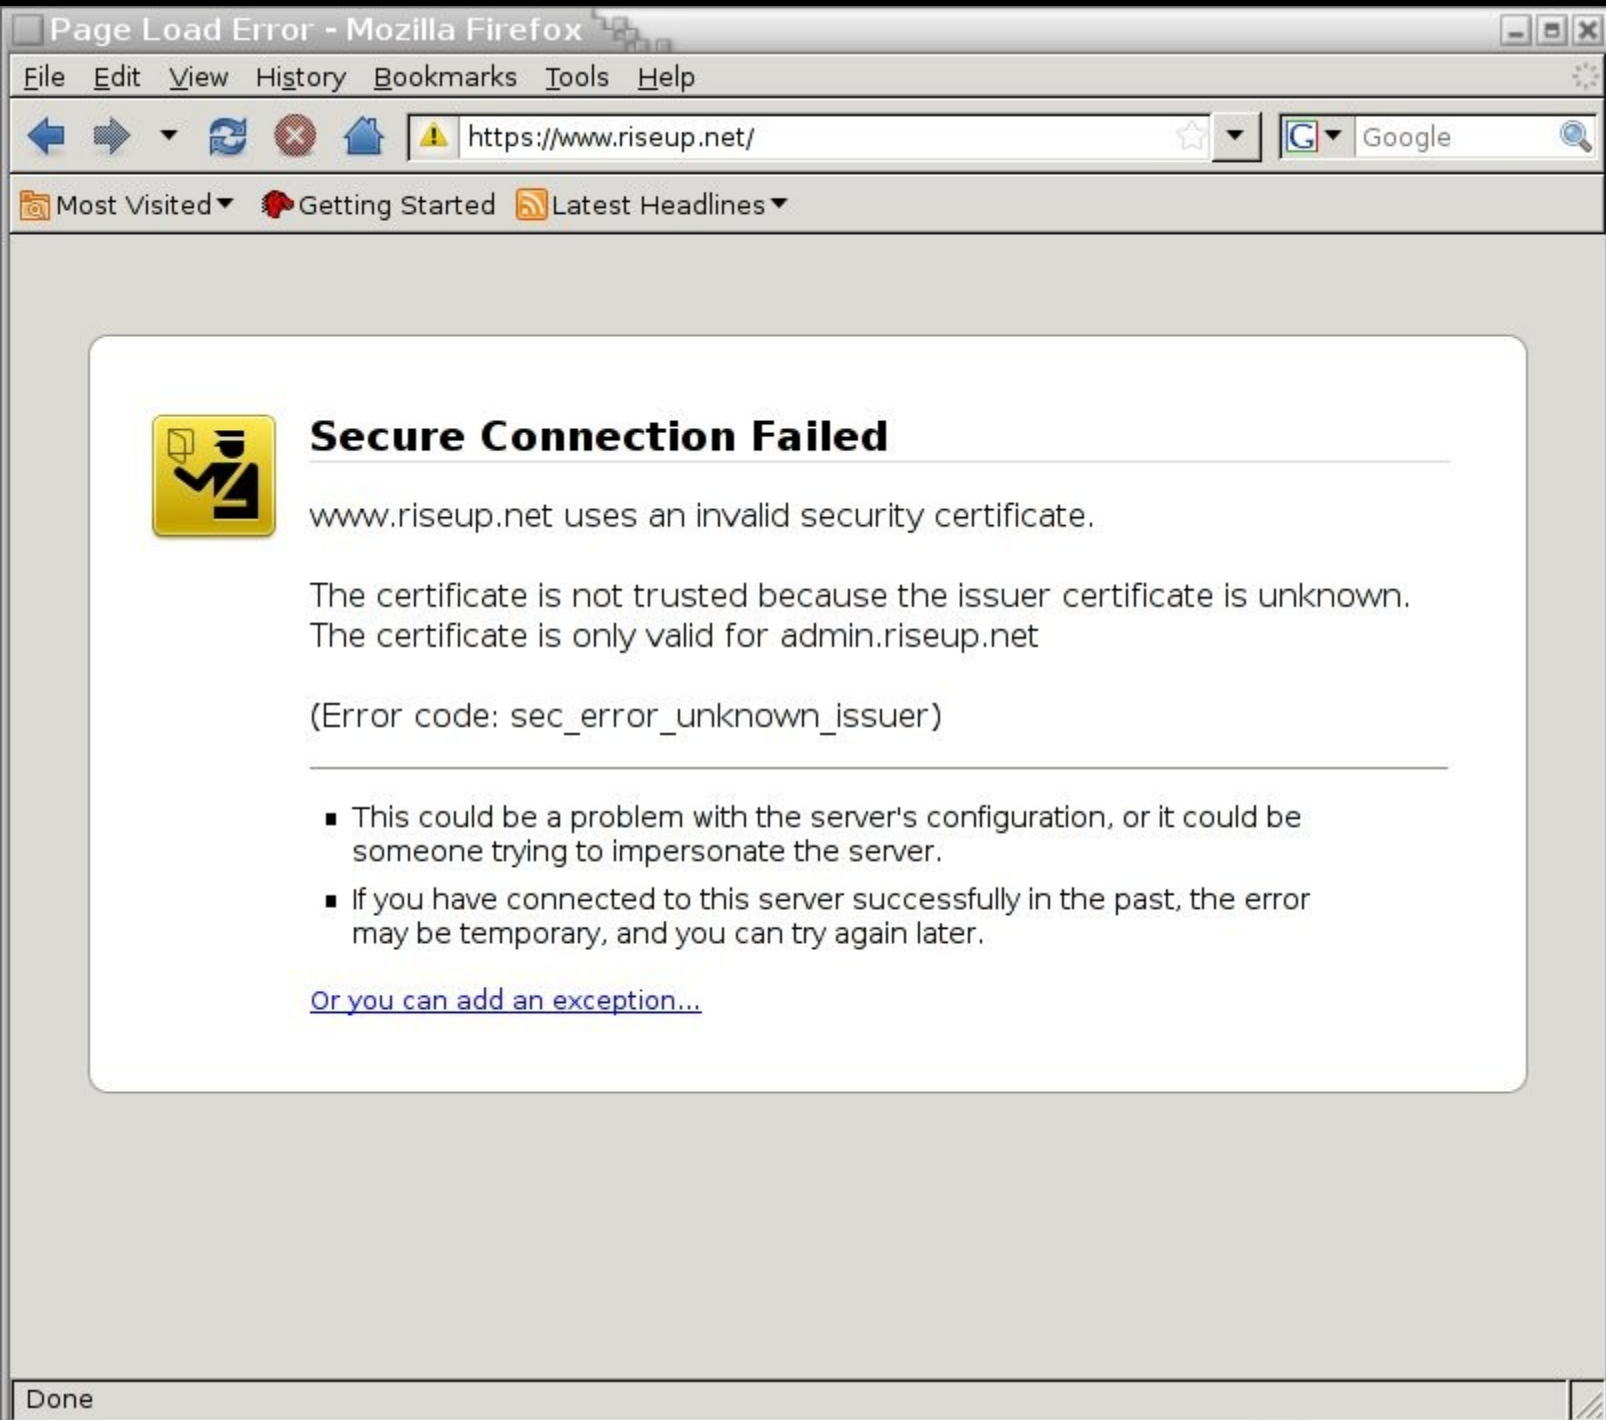 Page Load Error - Mozilla Firefox
File Edit View History Bookmarks Tools Help
https://www.riseup.net/ G Google
Most Visited Getting Started Latest Headlines
Secure Connection Failed
www.riseup.net uses an invalid security certificate.
The certificate is not trusted because the issuer certificate is unknown.
The certificate is only valid for admin.riseup.net
(Error code: sec_error_unknown_issuer)
This could be a problem with the server's configuration, or it could be
someone trying to impersonate the server.
If you have connected to this server successfully in the past, the error
may be temporary, and you can try again later.
Or you can add an exception...
Done